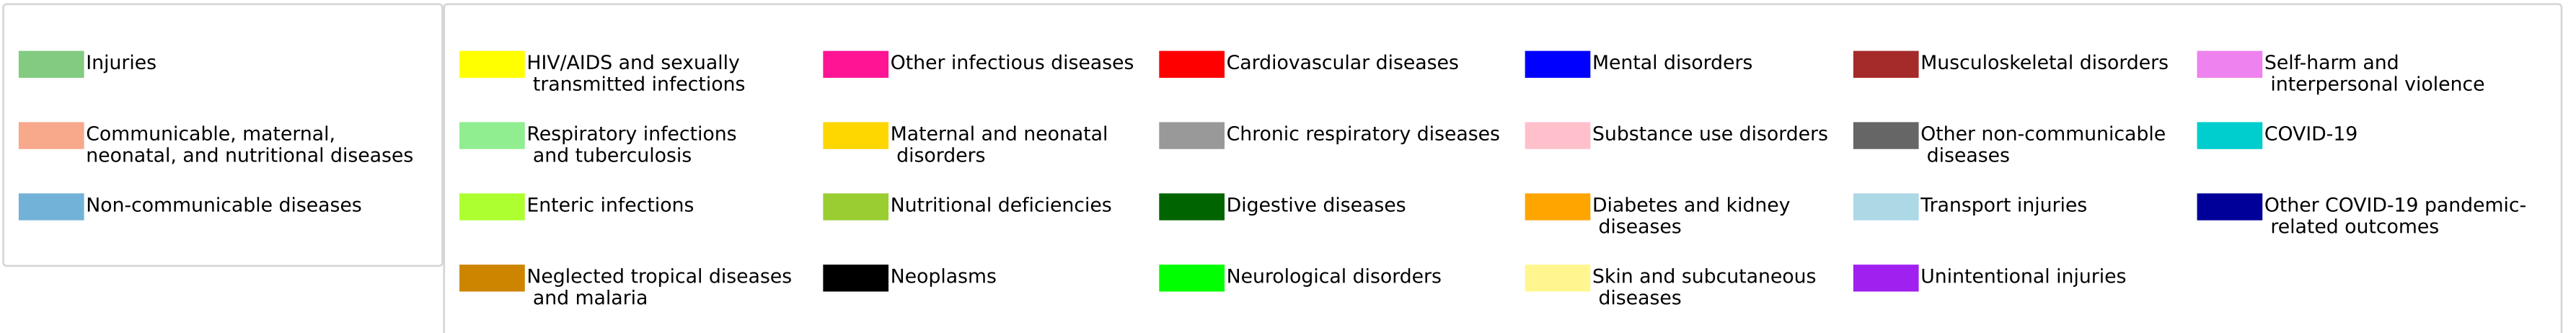 Injuries
Communicable, maternal,
neonatal, and nutritional diseases
Non-communicable diseases
HIV/AIDS and sexually
transmitted infections
Respiratory infections
and tuberculosis
Enteric infections
Neglected tropical diseases
and malaria
Other infectious diseases
Maternal and neonatal
disorders
Nutritional deficiencies
Neoplasms
Cardiovascular diseases
Chronic respiratory diseases
Digestive diseases
Neurological disorders
Mental disorders
Substance use disorders
Diabetes and kidney
diseases
Skin and subcutaneous
diseases
Musculoskeletal disorders
Other non-communicable
diseases
Transport injuries
Unintentional injuries
Self-harm and
interpersonal violence
COVID-19
Other COVID-19 pandemic-
related outcomes